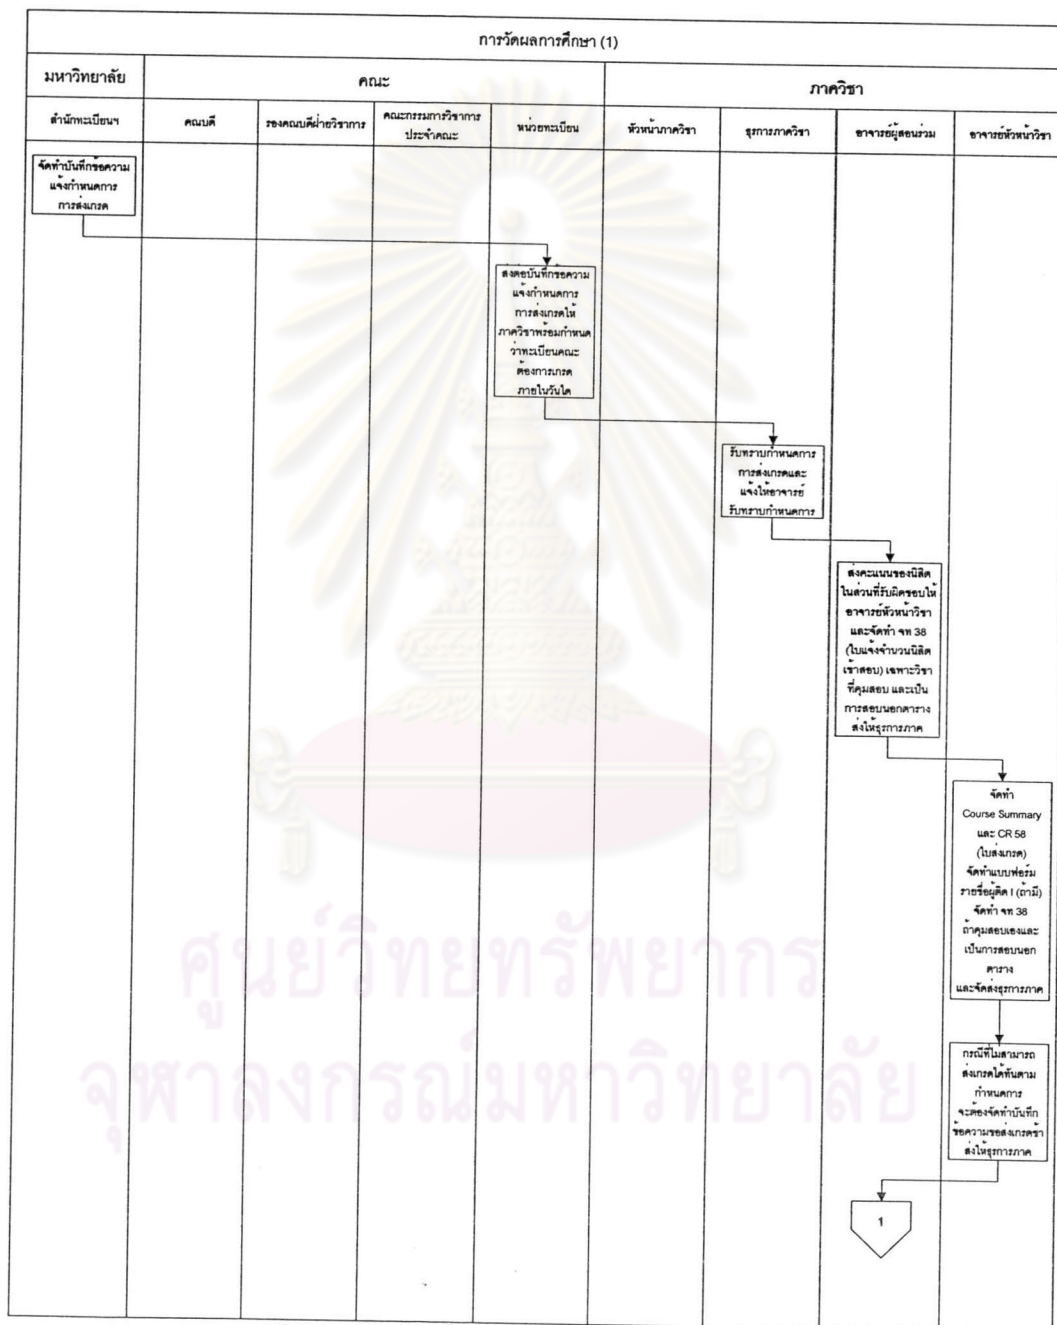 การวัดผลการศึกษา (1)
มหาวิทยาลัย
คณะ
ภาควิชา
สำนักทะเบียนฯ
คณบดี
รองคณบดีฝ่ายวิชาการ
คณะกรรมการวิชาการ
ประจำคณะ
หน่วยทะเบียน
หัวหน้าภาควิชา
ธุรการภาควิชา
อาจารย์ผู้สอนร่วม
อาจารย์หัวหน้าวิชา
จัดทำบันทึกข้อความ
แจ้งกำหนดการ
การส่งเกรด
ส่งต่อบันทึกข้อความ
แจ้งกำหนดการ
การส่งเกรดให้
ภาควิชาพร้อมกำหนด
ว่าทะเบียนคณะ
ต้องการเกรด
ภายในวันใด
รับทราบกำหนดการ
การส่งเกรดและ
แจ้งให้อาจารย์
รับทราบกำหนดการ
ส่งคะแนนของนิสิต
ในส่วนที่รับผิดชอบให้
อาจารย์หัวหน้าวิชา
และจัดทำ จท 38
(ใบแจ้งจำนวนนิสิต
เข้าสอบ) เฉพาะวิชา
ที่คุมสอบ และเป็น
การสอบนอกตาราง
ส่งให้ธุรการภาค
จัดทำ
Course Summary
และ CR 58
(ใบส่งเกรด)
จัดทำแบบฟอร์ม
รายชื่อผู้ติด I (ถ้ามี)
จัดทำ จท 38
ถ้าคุมสอบเองและ
เป็นการสอบนอก
ตาราง
และจัดส่งธุรการภาค
กรณีที่ไม่สามารถ
ส่งเกรดได้ทันตาม
กำหนดการ
จะต้องจัดทำบันทึก
ข้อความขอส่งเกรดช้า
ส่งให้ธุรการภาค
1
ศูนย์วิทยทรัพยากร
จุฬาลงกรณ์มหาวิทยาลัย